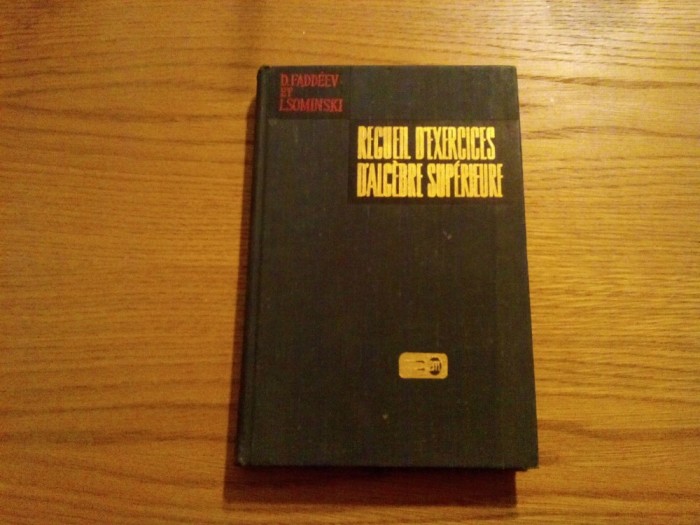 D. FADDÉEV
ET
I. SOMINSKI
RECUEIL D'EXERCICES
D'ALGÈBRE SUPÉRIEURE